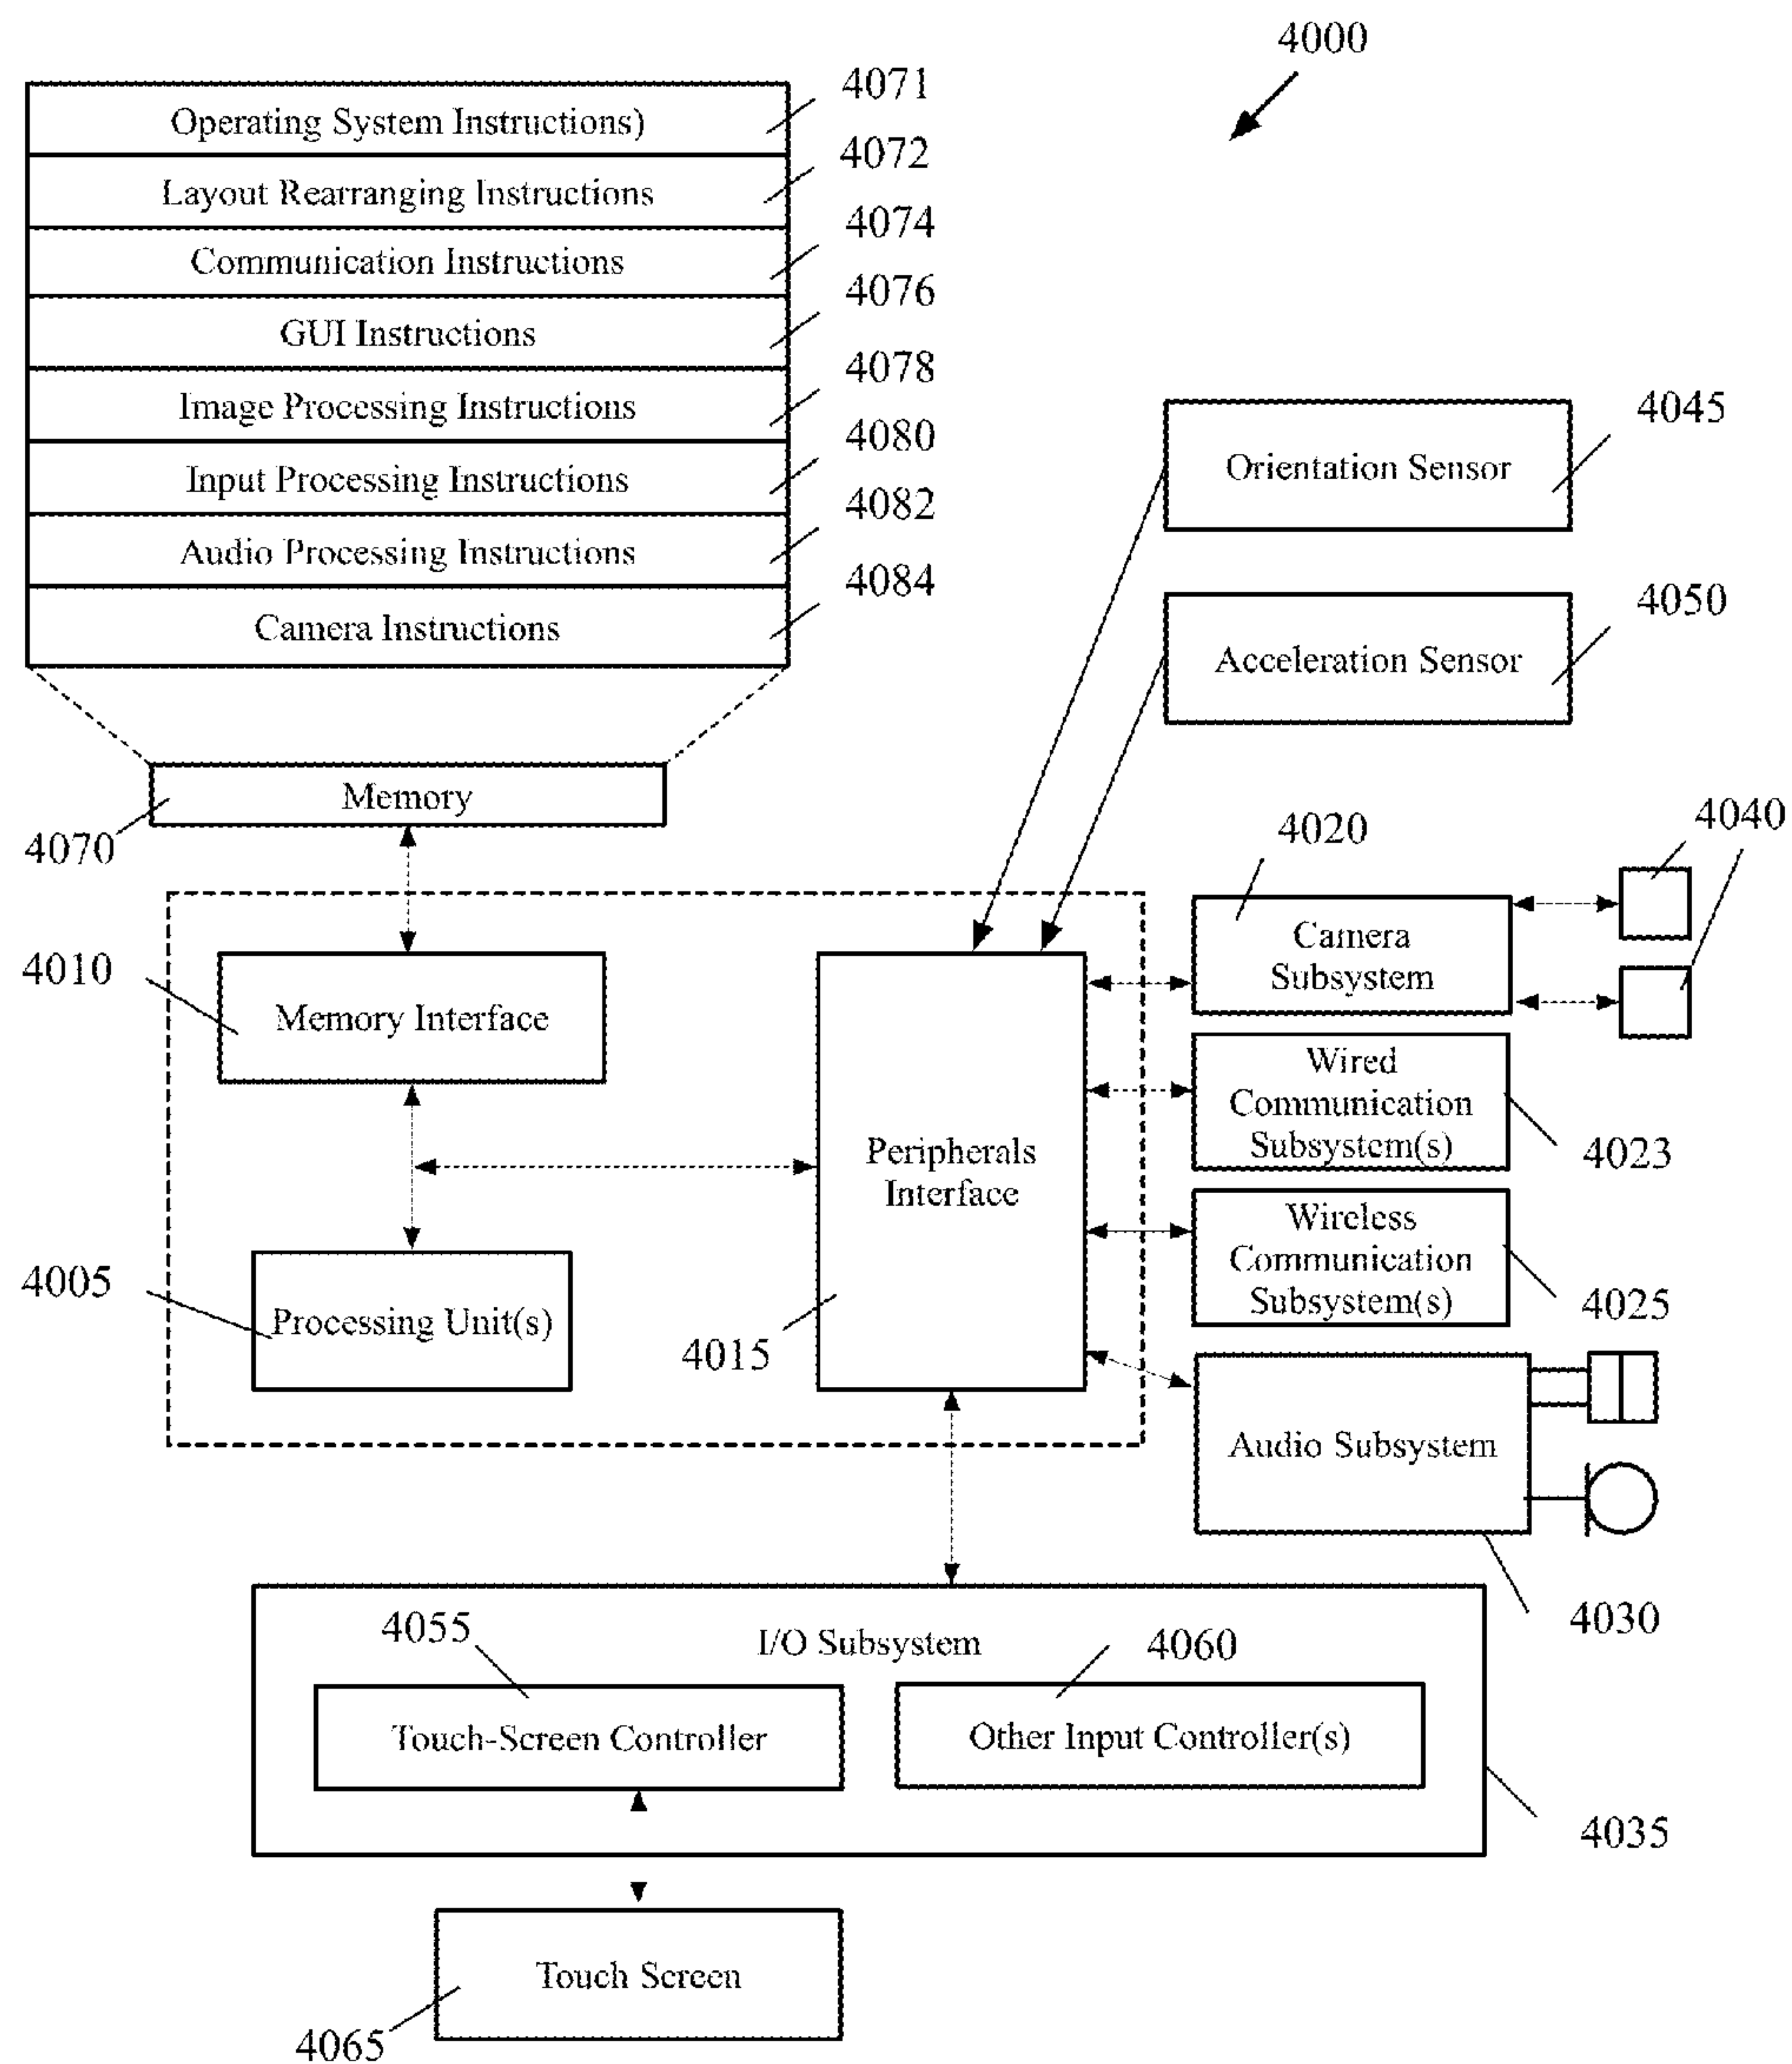 4000
4071
Operating System Instructions)
4072
Layout Rearranging Instructions
4074
Communication Instructions
4076
GUI Instructions
4078
Image Processing Instructions
4080
Input Processing Instructions
4082
Audio Processing Instructions
4084
Camera Instructions
4045
Orientation Sensor
4050
Acceleration Sensor
Memory
4070
4020
4040
Camera
Subsystem
4010
Memory Interface
Wired
Communication
Subsystem(s)
4023
Peripherals
Interface
Wireless
Communication
Subsystem(s)
4025
4005
Processing Unit(s)
4015
Audio Subsystem
4030
4055
I/O Subsystem
4060
Touch-Screen Controller
Other Input Controller(s)
4035
Touch Screen
4065